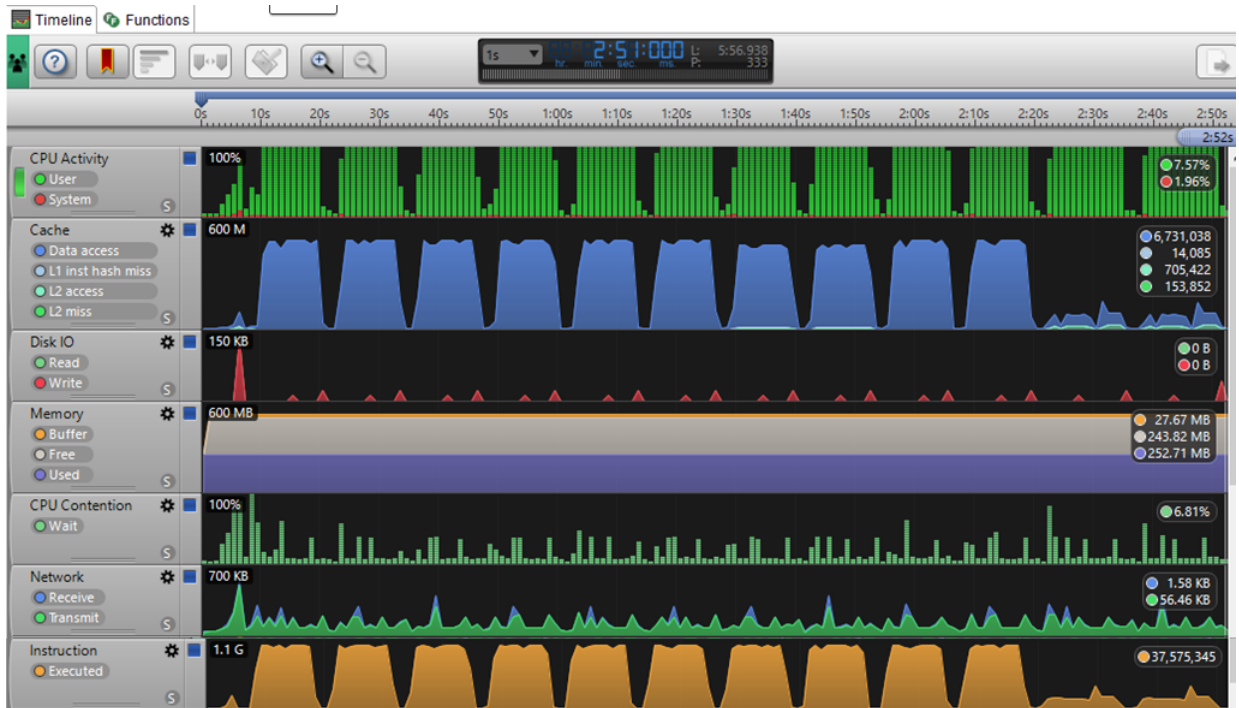 Timeline Functions
1s 2:51:000 L: 5:56.938
hr. min. sec. ms. P: 333
0s 10s 20s 30s 40s 50s 1:00s 1:10s 1:20s 1:30s 1:40s 1:50s 2:00s 2:10s 2:20s 2:30s 2:40s 2:50s
2:52s
CPU Activity 100%
User 7.57%
System 1.96%
S
Cache 600 M
Data access 6,731,038
L1 inst hash miss 14,085
L2 access 705,422
L2 miss 153,852
S
Disk IO 150 KB
Read 0 B
Write 0 B
S
Memory 600 MB
Buffer 27.67 MB
Free 243.82 MB
Used 252.71 MB
S
CPU Contention 100%
Wait 6.81%
S
Network 700 KB
Receive 1.58 KB
Transmit 56.46 KB
S
Instruction 1.1 G
Executed 37,575,345
S